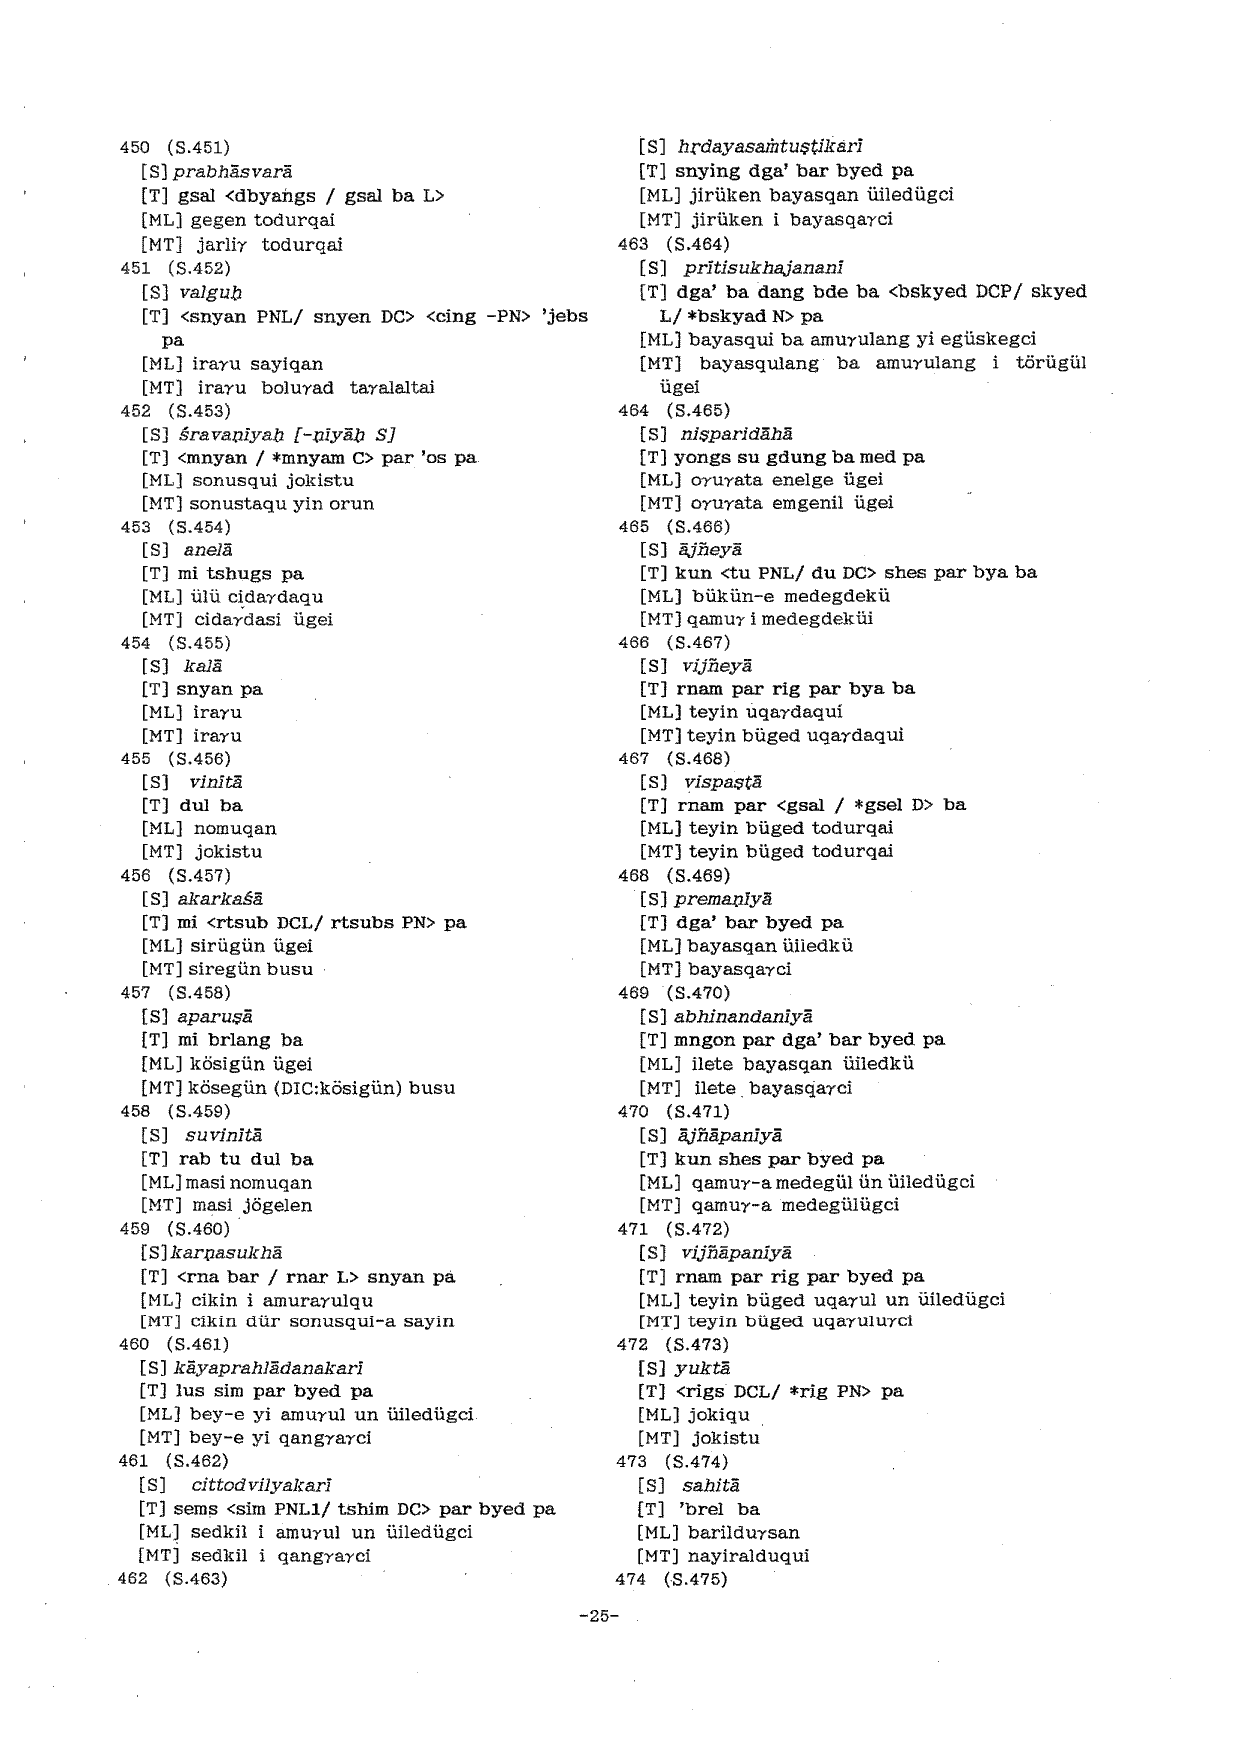 450 (S.451)
[S] prabhāsvarā
[T] gsal <dbyangs / gsal ba L>
[ML] gegen todurqai
[MT] jarliγ todurqai
451 (S.452)
[S] valguḥ
[T] <snyan PNL/ snyen DC> <cing -PN> 'jebs
pa
[ML] iraγu sayiqan
[MT] iraγu boluγad taγalaltai
452 (S.453)
[S] śravaṇīyaḥ [-ṇīyāḥ S]
[T] <mnyan / *mnyam C> par 'os pa
[ML] sonusqui jokistu
[MT] sonustaqu yin orun
453 (S.454)
[S] anelā
[T] mi tshugs pa
[ML] ülü cidaγdaqu
[MT] cidaγdasi ügei
454 (S.455)
[S] kalā
[T] snyan pa
[ML] iraγu
[MT] iraγu
455 (S.456)
[S] vinītā
[T] dul ba
[ML] nomuqan
[MT] jokistu
456 (S.457)
[S] akarkaśā
[T] mi <rtsub DCL/ rtsubs PN> pa
[ML] sirügün ügei
[MT] siregün busu
457 (S.458)
[S] aparuṣā
[T] mi brlang ba
[ML] kösigün ügei
[MT] kösegün (DIC:kösigün) busu
458 (S.459)
[S] suvinītā
[T] rab tu dul ba
[ML] masi nomuqan
[MT] masi jögelen
459 (S.460)
[S] karṇasukhā
[T] <rna bar / rnar L> snyan pa
[ML] cikin i amuraγulqu
[MT] cikin dür sonusqui-a sayin
460 (S.461)
[S] kāyaprahlādanakarī
[T] lus sim par byed pa
[ML] bey-e yi amuγul un üiledügci
[MT] bey-e yi qangγaγci
461 (S.462)
[S] cittodvilyakarī
[T] sems <sim PNL1/ tshim DC> par byed pa
[ML] sedkil i amuγul un üiledügci
[MT] sedkil i qangγaγci
462 (S.463)
[S] hṛdayasaṁtuṣṭikarī
[T] snying dga' bar byed pa
[ML] jirüken bayasqan üiledügci
[MT] jirüken i bayasqaγci
463 (S.464)
[S] prītisukhajananī
[T] dga' ba dang bde ba <bskyed DCP/ skyed
L/ *bskyad N> pa
[ML] bayasqui ba amuγulang yi egüskegci
[MT] bayasqulang ba amuγulang i törügül
ügei
464 (S.465)
[S] niṣparidāhā
[T] yongs su gdung ba med pa
[ML] oγuγata enelge ügei
[MT] oγuγata emgenil ügei
465 (S.466)
[S] ājñeyā
[T] kun <tu PNL/ du DC> shes par bya ba
[ML] bükün-e medegdekü
[MT] qamuγ i medegdeküi
466 (S.467)
[S] vijñeyā
[T] rnam par rig par bya ba
[ML] teyin uqaγdaqui
[MT] teyin büged uqaγdaqui
467 (S.468)
[S] vispaṣṭā
[T] rnam par <gsal / *gsel D> ba
[ML] teyin büged todurqai
[MT] teyin büged todurqai
468 (S.469)
[S] premaṇīyā
[T] dga' bar byed pa
[ML] bayasqan üiledkü
[MT] bayasqaγci
469 (S.470)
[S] abhinandanīyā
[T] mngon par dga' bar byed pa
[ML] ilete bayasqan üiledkü
[MT] ilete bayasqaγci
470 (S.471)
[S] ājñāpanīyā
[T] kun shes par byed pa
[ML] qamuγ-a medegül ün üiledügci
[MT] qamuγ-a medegülügci
471 (S.472)
[S] vijñāpanīyā
[T] rnam par rig par byed pa
[ML] teyin büged uqaγul un üiledügci
[MT] teyin büged uqaγuluγci
472 (S.473)
[S] yuktā
[T] <rigs DCL/ *rig PN> pa
[ML] jokiqu
[MT] jokistu
473 (S.474)
[S] sahitā
[T] 'brel ba
[ML] barilduγsan
[MT] nayiralduqui
474 (S.475)
-25-